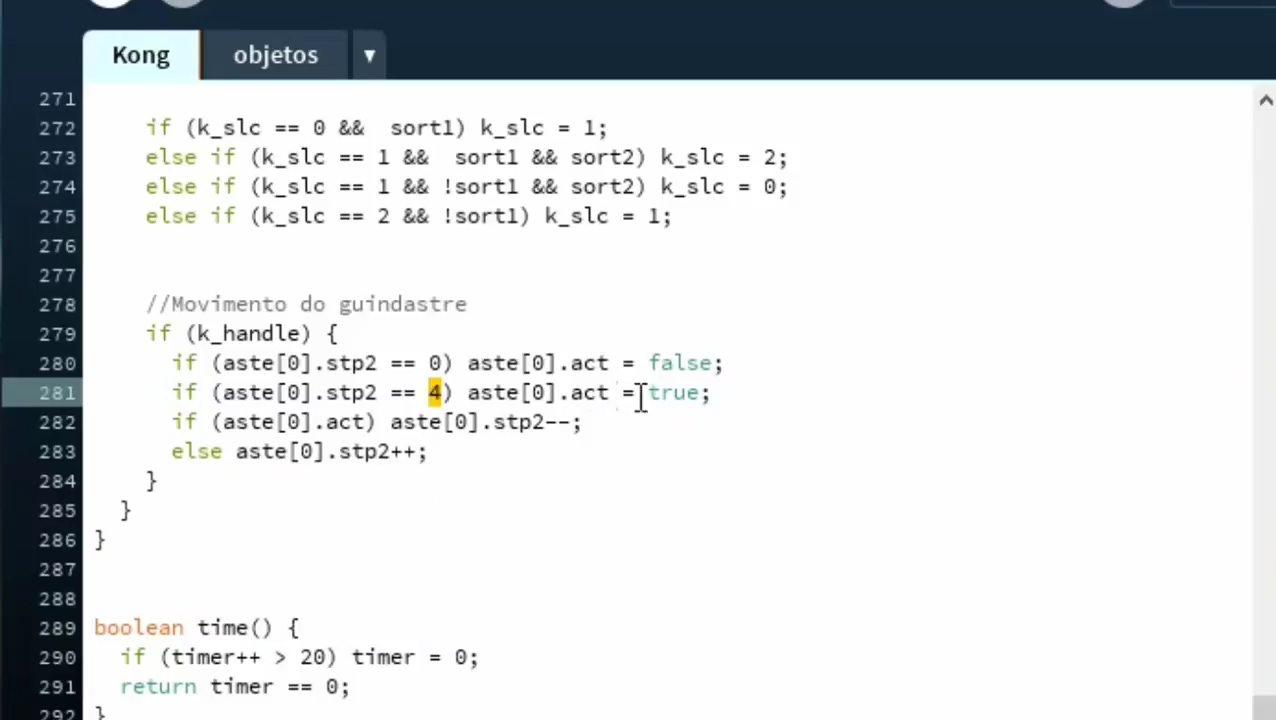 Kong objetos ▼
271
272 if (k_slc == 0 &&  sort1) k_slc = 1;
273 else if (k_slc == 1 &&  sort1 && sort2) k_slc = 2;
274 else if (k_slc == 1 && !sort1 && sort2) k_slc = 0;
275 else if (k_slc == 2 && !sort1) k_slc = 1;
276
277
278 //Movimento do guindastre
279 if (k_handle) {
280 if (aste[0].stp2 == 0) aste[0].act = false;
281 if (aste[0].stp2 == 4) aste[0].act = true;
282 if (aste[0].act) aste[0].stp2--;
283 else aste[0].stp2++;
284 }
285 }
286 }
287
288
289 boolean time() {
290 if (timer++ > 20) timer = 0;
291 return timer == 0;
292 }